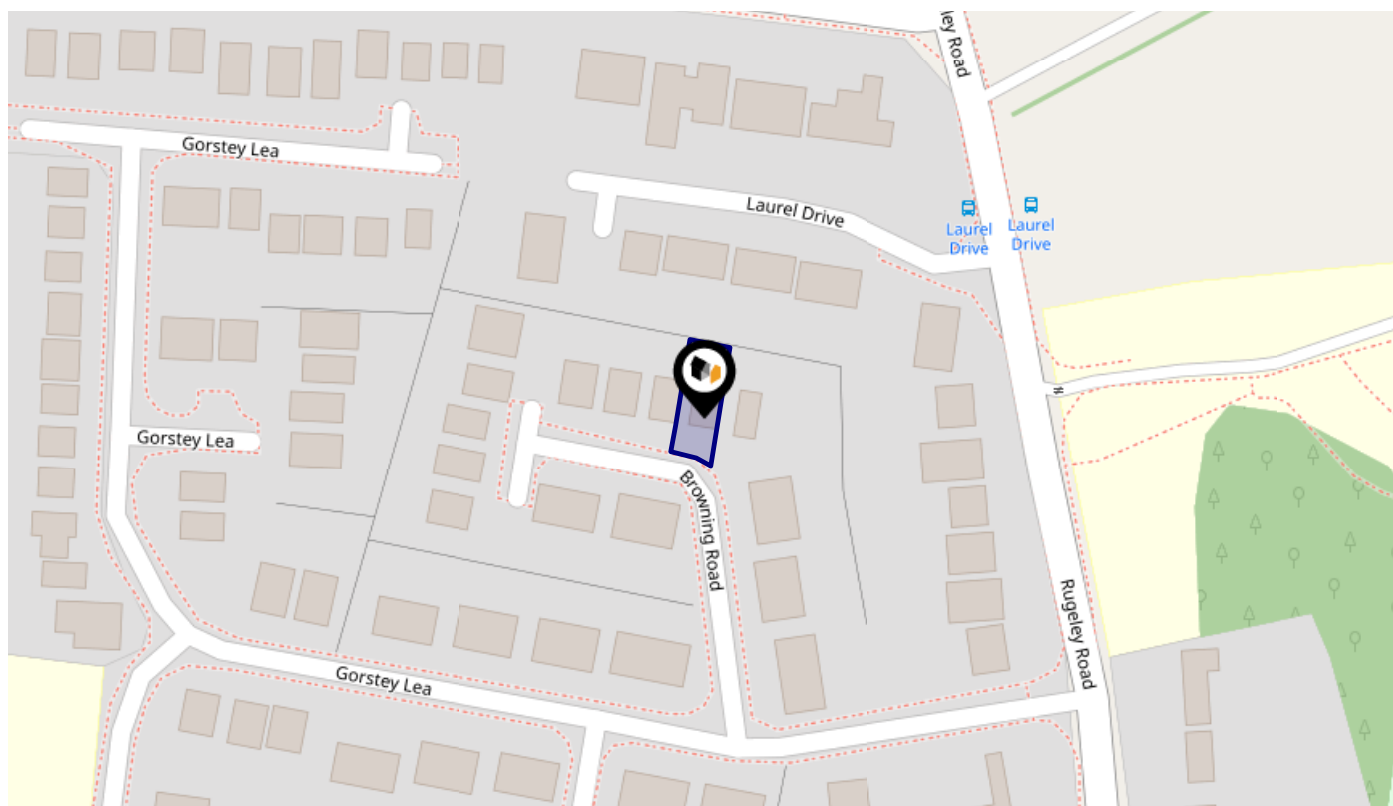 ley Road
Gorstey Lea
Laurel Drive
Laurel
Drive
Laurel
Drive
Gorstey Lea
Browning Road
Rugeley Road
Gorstey Lea